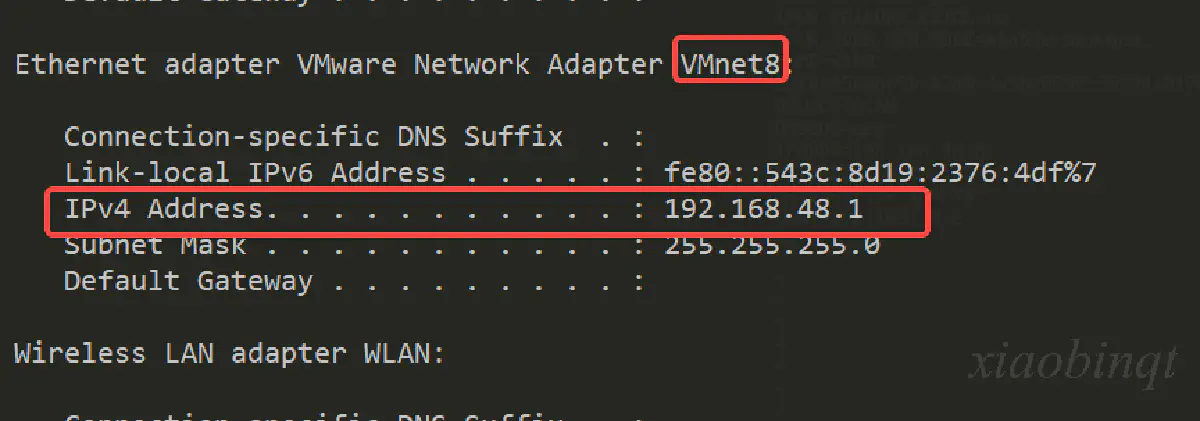 Default Gateway . . . . . . . . . . :
Ethernet adapter VMware Network Adapter VMnet8:
Connection-specific DNS Suffix  . :
Link-local IPv6 Address . . . . . : fe80::543c:8d19:2376:4df%7
IPv4 Address. . . . . . . . . . . : 192.168.48.1
Subnet Mask . . . . . . . . . . . : 255.255.255.0
Default Gateway . . . . . . . . . :
Wireless LAN adapter WLAN:
xiaobinqt
Connection-specific DNS Suffix  . :